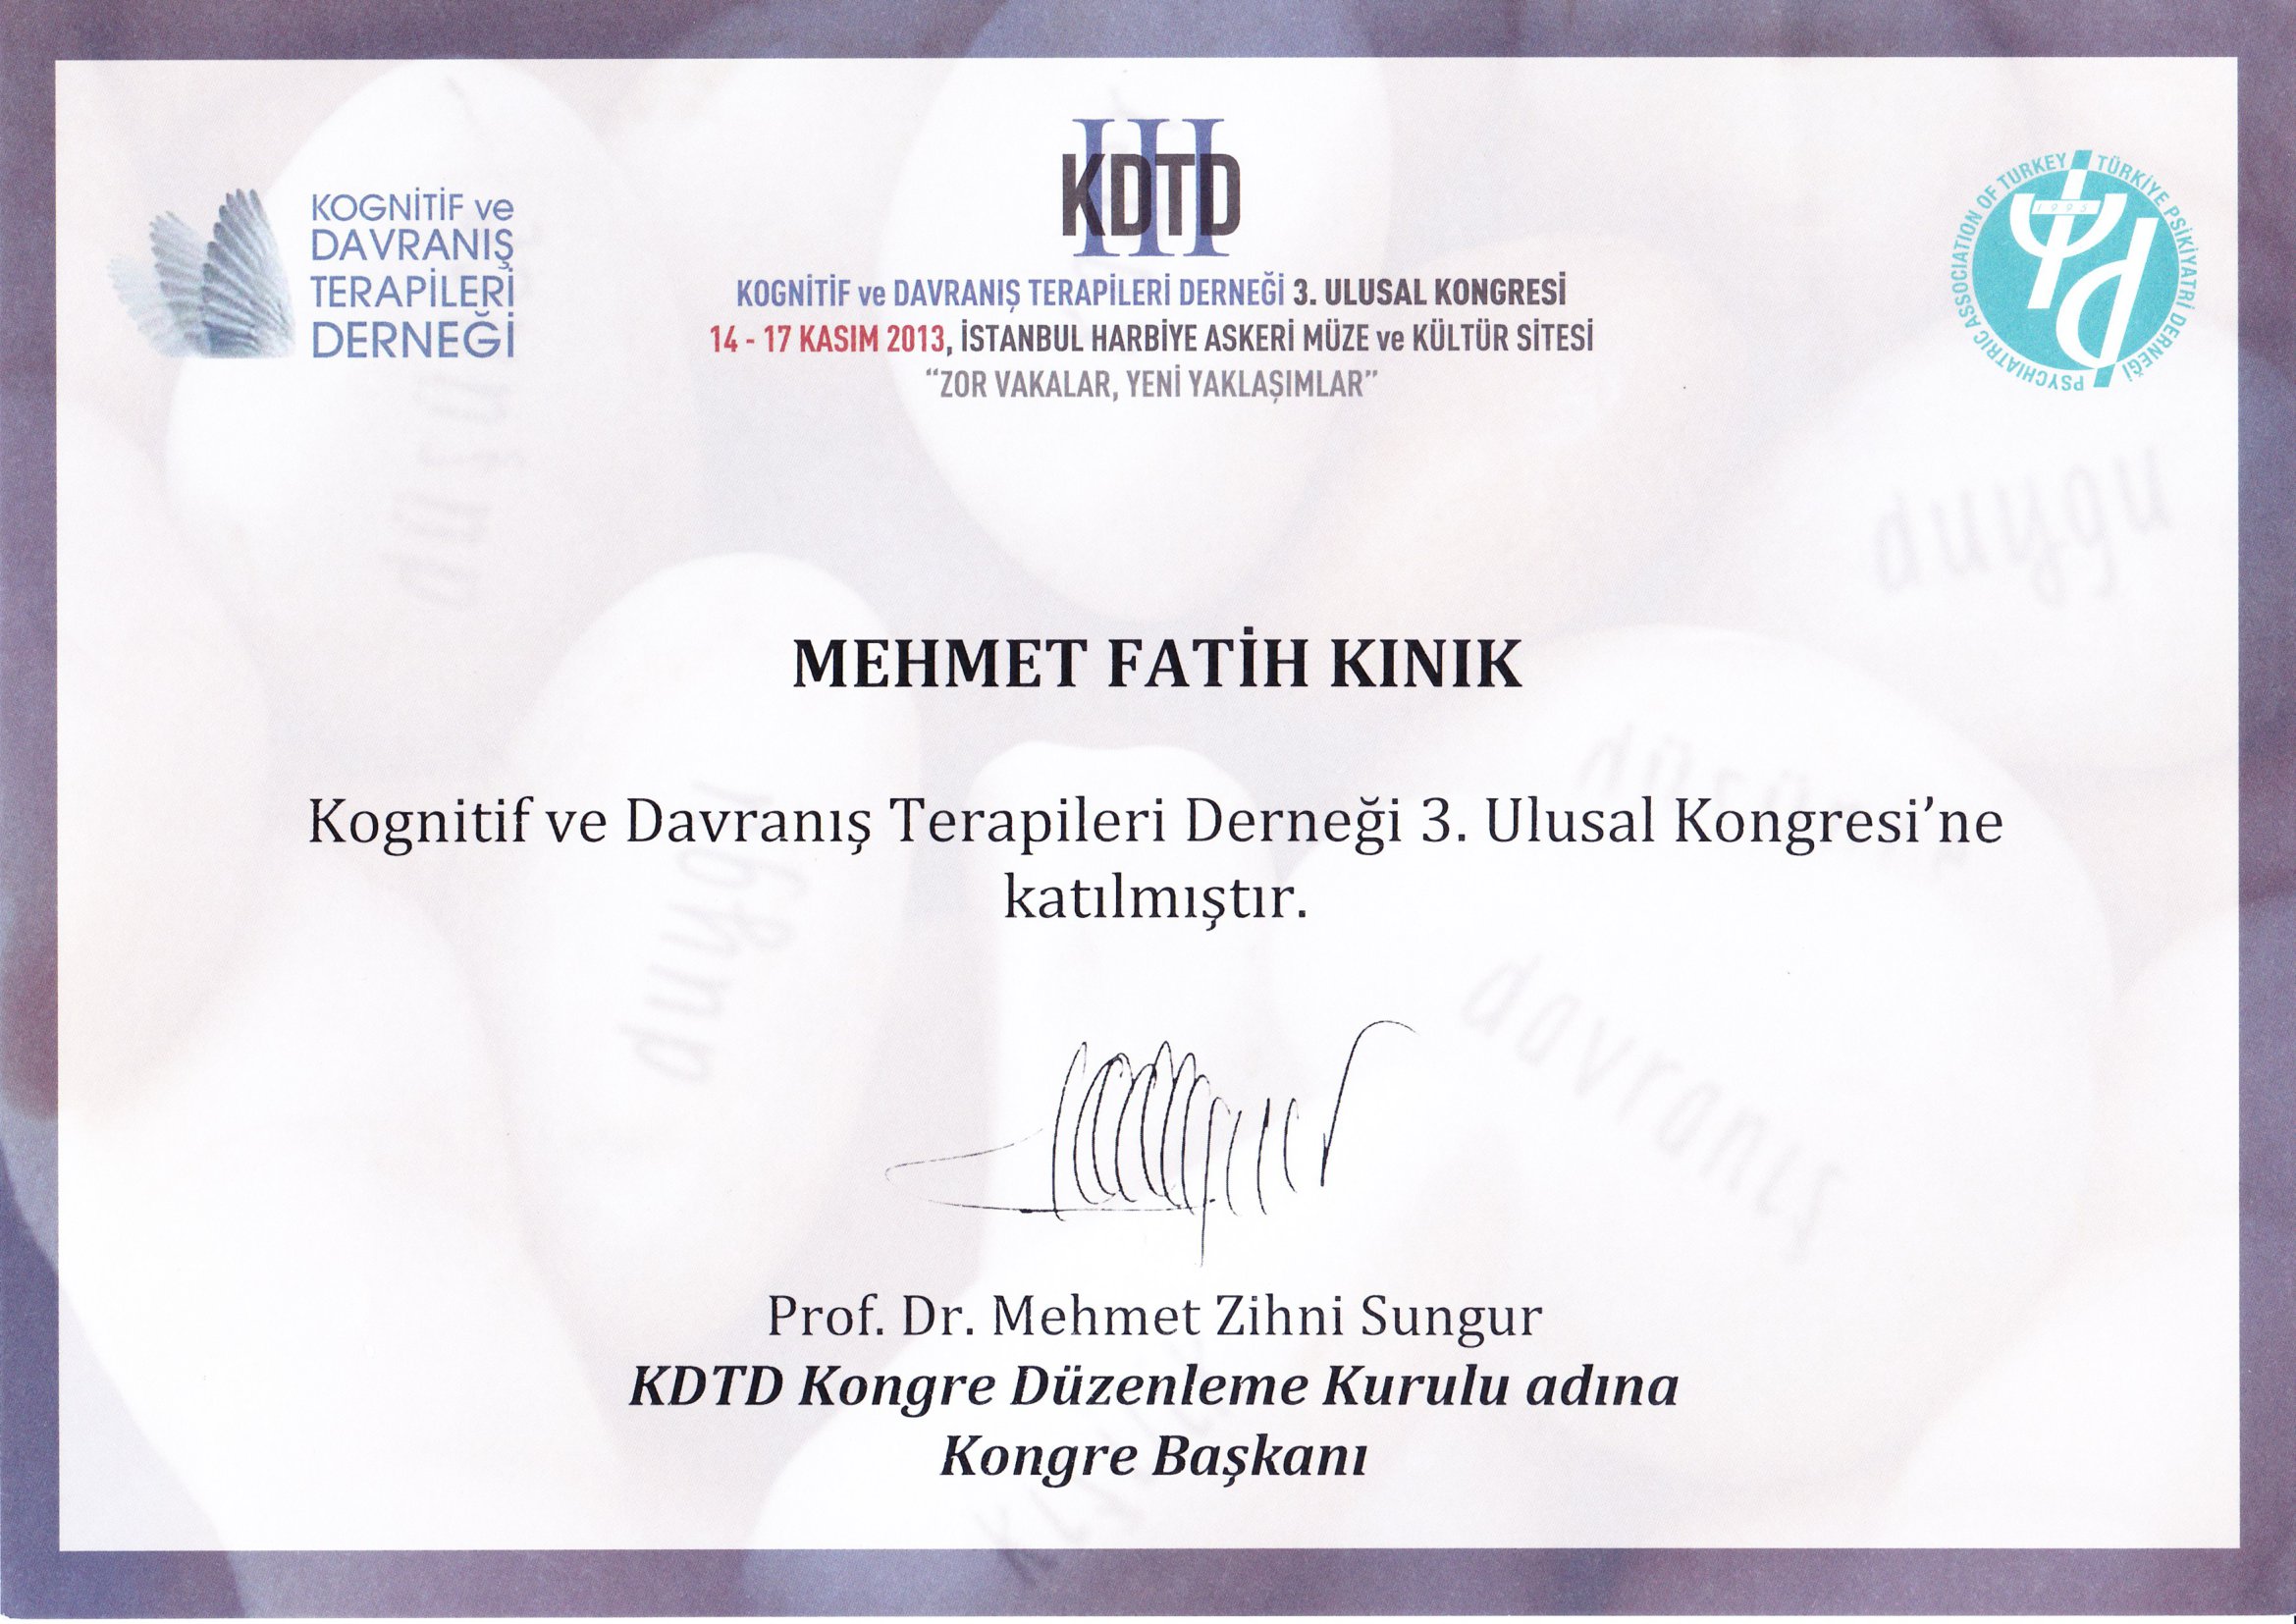 KOGNİTİF ve
DAVRANIŞ
TERAPİLERİ
DERNEĞİ
III
KDTD
KOGNİTİF ve DAVRANIŞ TERAPİLERİ DERNEĞİ 3. ULUSAL KONGRESİ
14 - 17 KASIM 2013, İSTANBUL HARBİYE ASKERİ MÜZE ve KÜLTÜR SİTESİ
“ZOR VAKALAR, YENİ YAKLAŞIMLAR”
PSYCHIATRIC ASSOCIATION OF TURKEY
TÜRKİYE PSİKİYATRİ DERNEĞİ
1995
duygu
MEHMET FATİH KINIK
Kognitif ve Davranış Terapileri Derneği 3. Ulusal Kongresi’ne
katılmıştır.
davranış
Prof. Dr. Mehmet Zihni Sungur
KDTD Kongre Düzenleme Kurulu adına
Kongre Başkanı